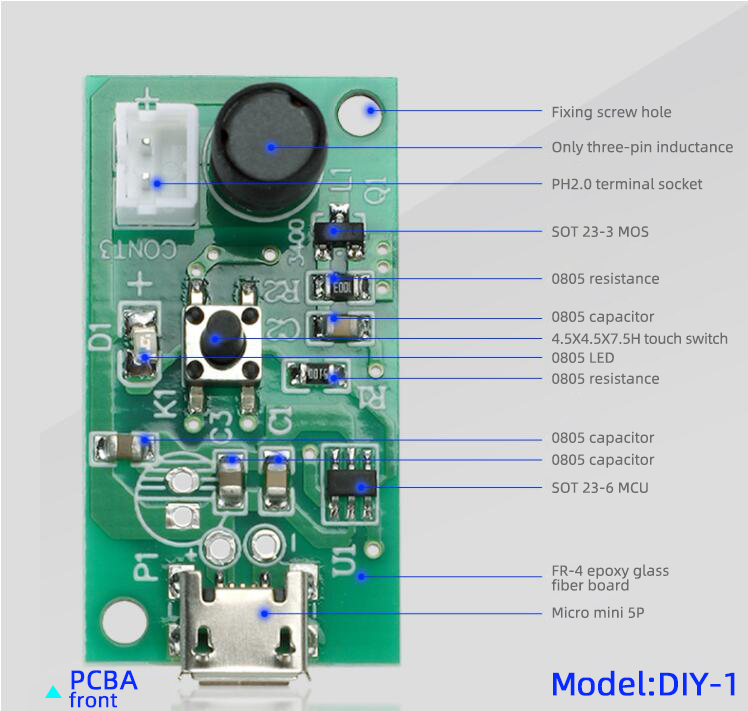 +
Fixing screw hole
Only three-pin inductance
L1
Q1
PH2.0 terminal socket
3400
SOT 23-3 MOS
CONT3
+
R2
1003
0805 resistance
C2
0805 capacitor
4.5X4.5X7.5H touch switch
D1
0805 LED
R1
0805 resistance
K1
C3
C1
0805 capacitor
0805 capacitor
SOT 23-6 MCU
P1
+
−
U1
FR-4 epoxy glass
fiber board
Micro mini 5P
PCBA
front
Model:DIY-1